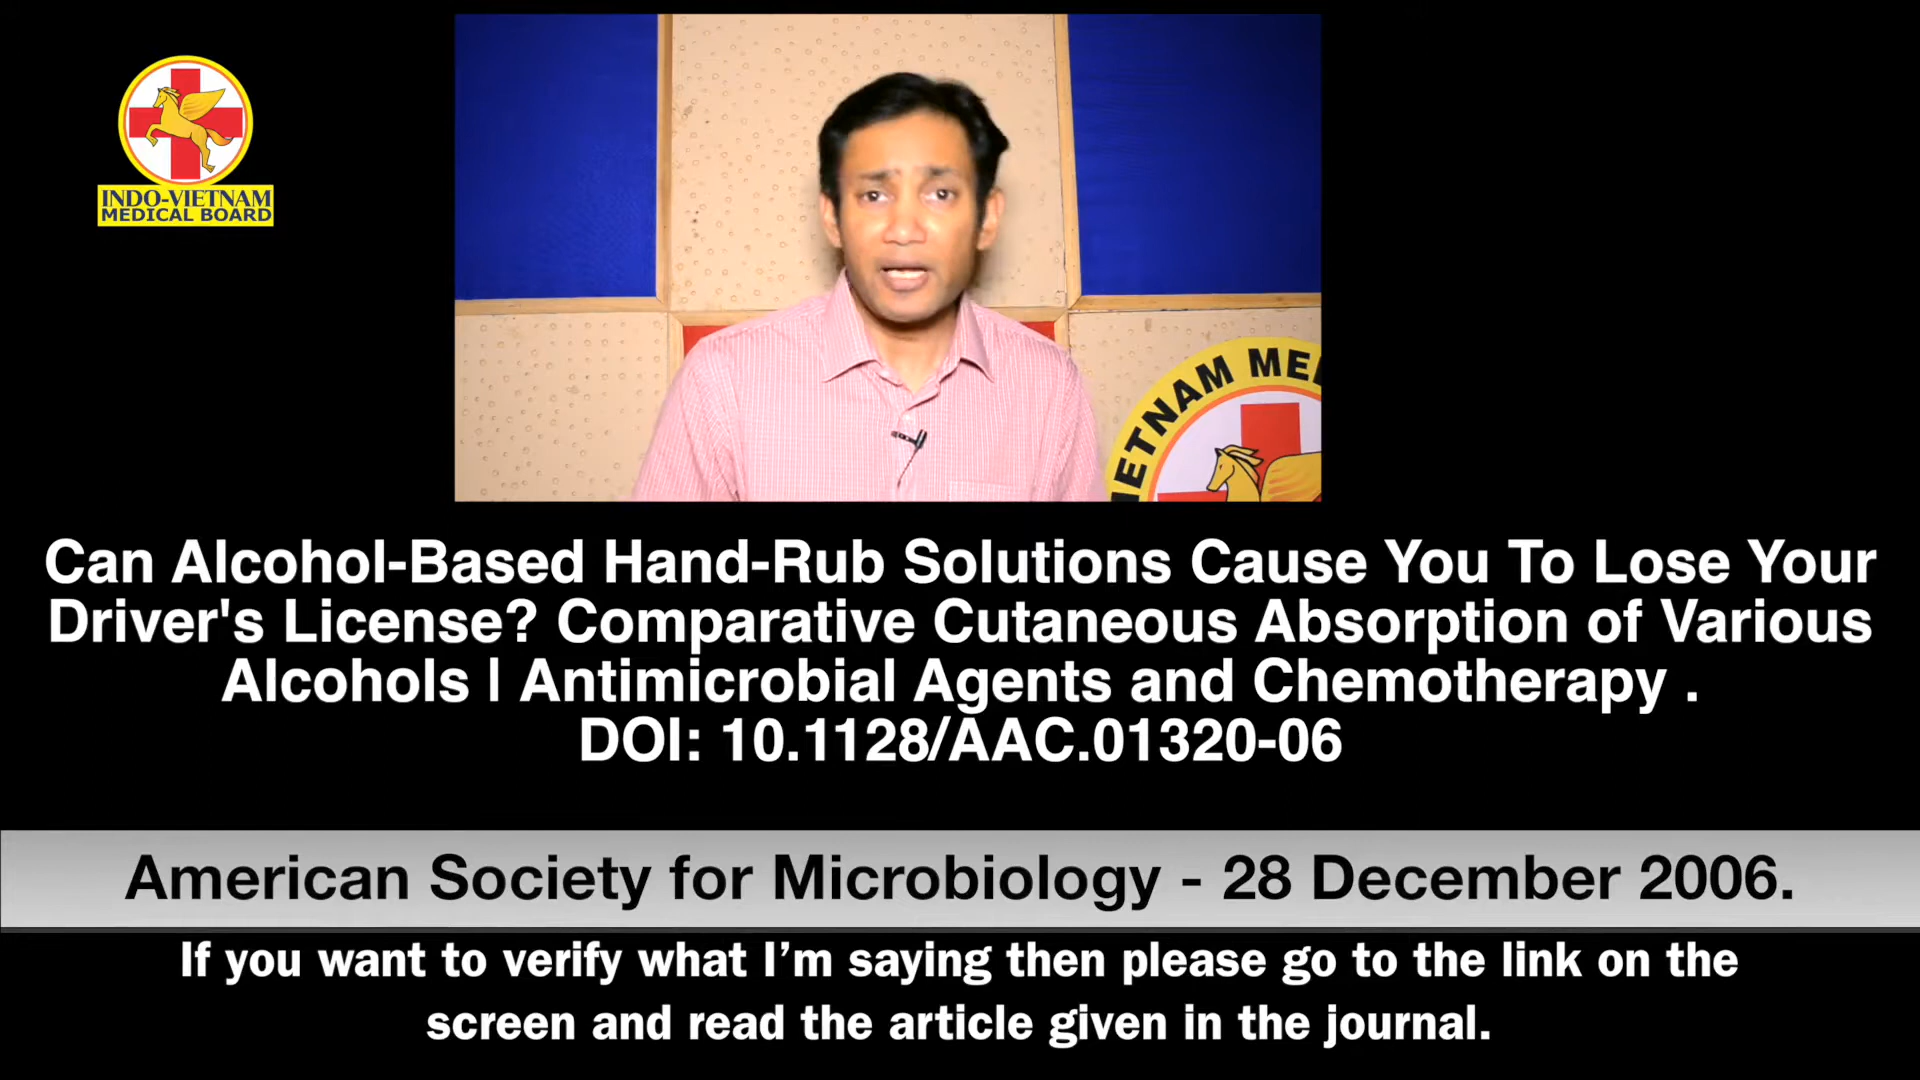 INDO-VIETNAM
MEDICAL BOARD
ETNAM MED
Can Alcohol-Based Hand-Rub Solutions Cause You To Lose Your
Driver's License? Comparative Cutaneous Absorption of Various
Alcohols | Antimicrobial Agents and Chemotherapy .
DOI: 10.1128/AAC.01320-06
American Society for Microbiology - 28 December 2006.
If you want to verify what I’m saying then please go to the link on the
screen and read the article given in the journal.